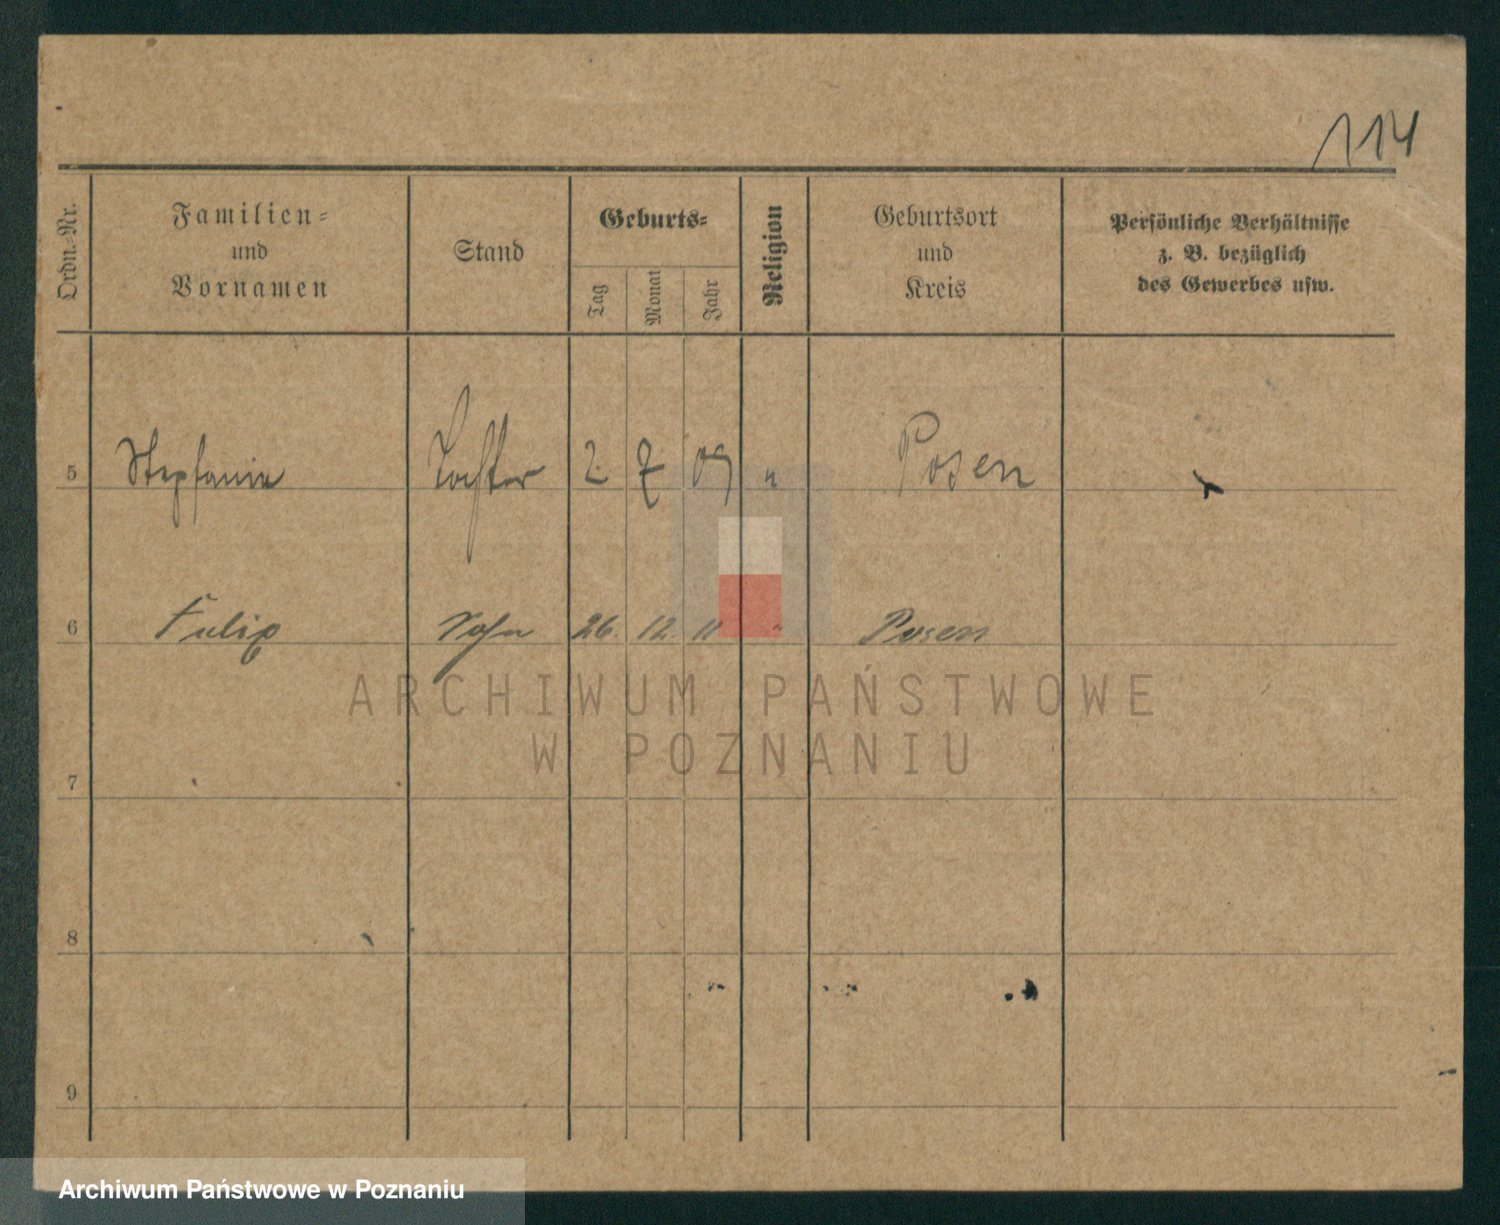 114
Ordn.-Nr.
Familien-
und
Vornamen
Stand
Geburts-
Tag
Monat
Jahr
Religion
Geburtsort
und
Kreis
Persönliche Verhältnisse
z. B. bezüglich
des Gewerbes usw.
5 Stephanie Tochter 2. 7 09 " Posen
6 Filip Sohn 26. 12. 11 " Posen
ARCHIWUM PAŃSTWOWE
W POZNANIU
7
8
9
Archiwum Państwowe w Poznaniu